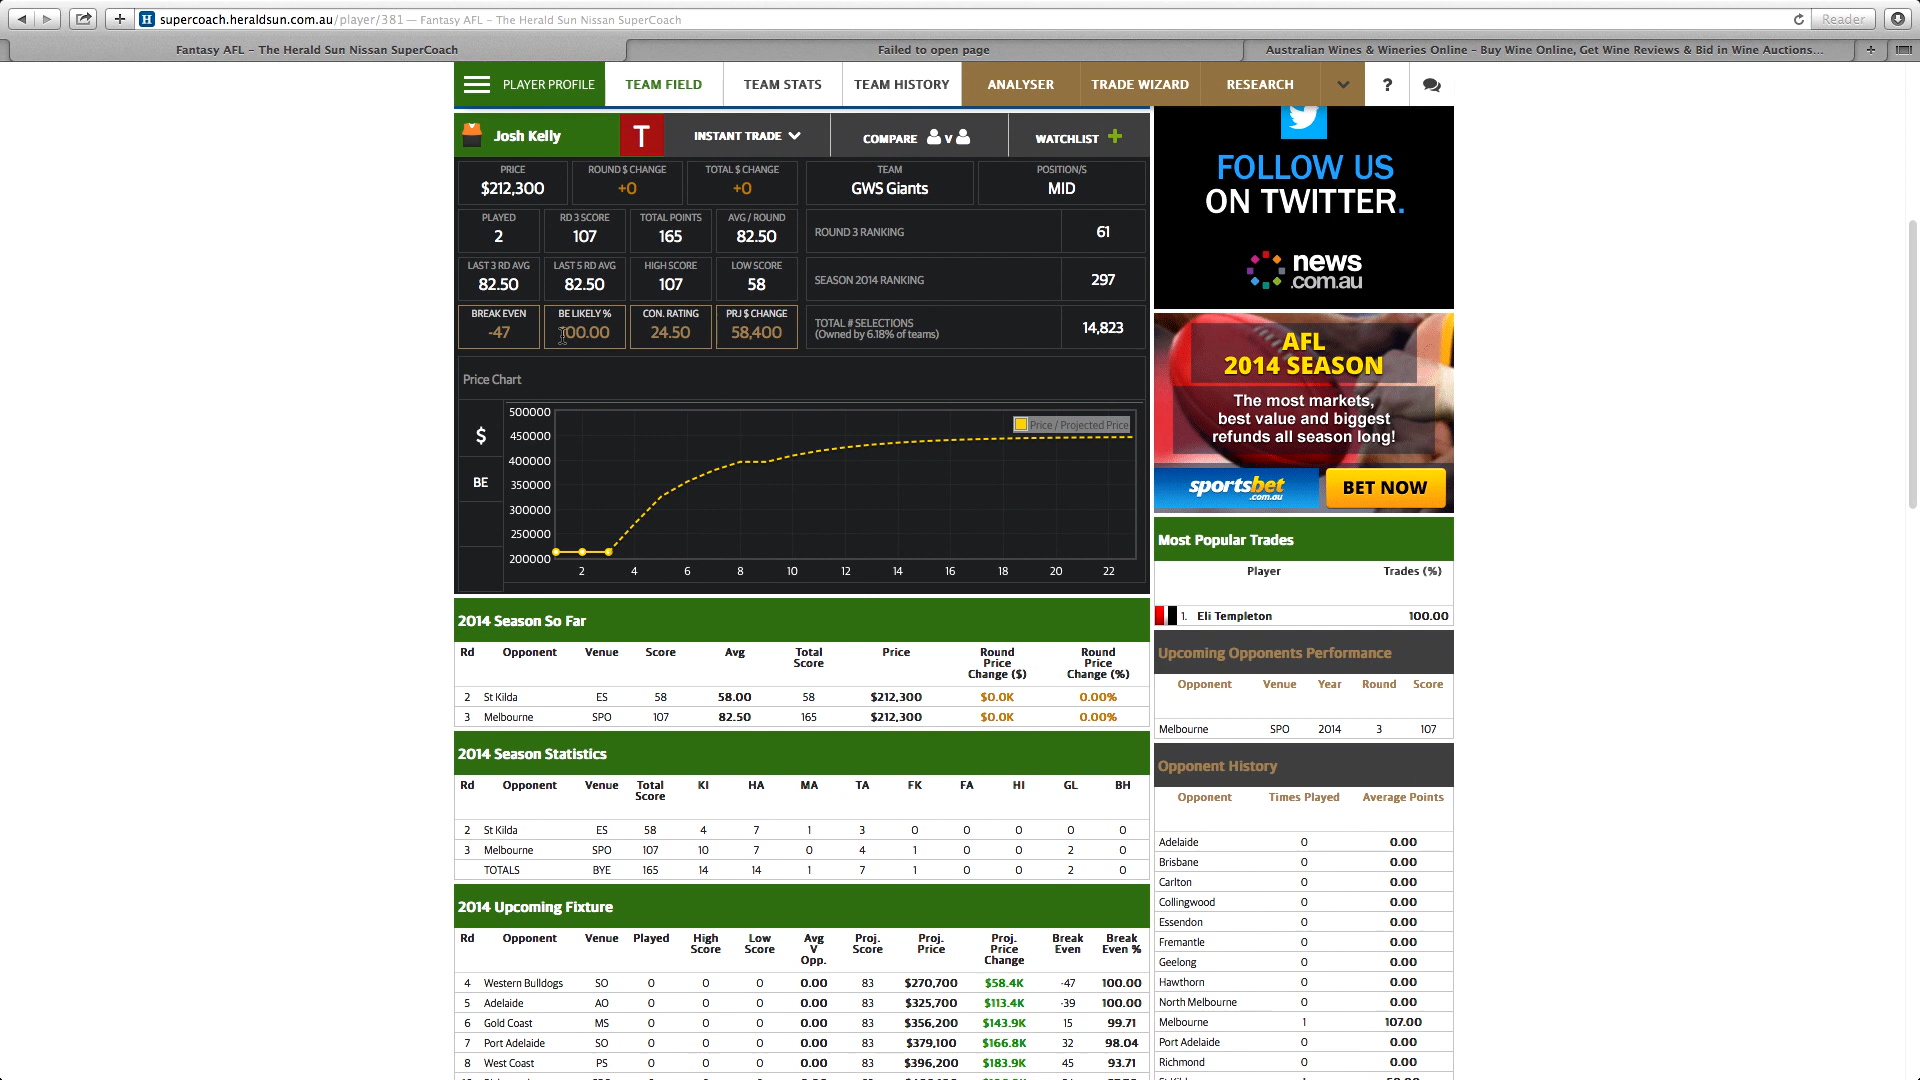 supercoach.heraldsun.com.au/player/381 — Fantasy AFL – The Herald Sun Nissan SuperCoach
Reader
Fantasy AFL – The Herald Sun Nissan SuperCoach
Failed to open page
Australian Wines & Wineries Online – Buy Wine Online, Get Wine Reviews & Bid in Wine Auctions...
PLAYER PROFILE TEAM FIELD TEAM STATS TEAM HISTORY ANALYSER TRADE WIZARD RESEARCH ?
Josh Kelly T INSTANT TRADE COMPARE V WATCHLIST
PRICE ROUND $ CHANGE TOTAL $ CHANGE TEAM POSITION/S
$212,300 +0 +0 GWS Giants MID
PLAYED RD 3 SCORE TOTAL POINTS AVG / ROUND
2 107 165 82.50 ROUND 3 RANKING 61
LAST 3 RD AVG LAST 5 RD AVG HIGH SCORE LOW SCORE
82.50 82.50 107 58 SEASON 2014 RANKING 297
BREAK EVEN BE LIKELY % CON. RATING PRJ $ CHANGE
-47 100.00 24.50 58,400
TOTAL # SELECTIONS
(Owned by 6.18% of teams)
14,823
Price Chart
$
BE
500000
450000
400000
350000
300000
250000
200000
Price / Projected Price
2 4 6 8 10 12 14 16 18 20 22
2014 Season So Far
Rd Opponent Venue Score Avg Total Score Price Round Price Change ($) Round Price Change (%)
2 St Kilda ES 58 58.00 58 $212,300 $0.0K 0.00%
3 Melbourne SPO 107 82.50 165 $212,300 $0.0K 0.00%
2014 Season Statistics
Rd Opponent Venue Total Score KI HA MA TA FK FA HI GL BH
2 St Kilda ES 58 4 7 1 3 0 0 0 0 0
3 Melbourne SPO 107 10 7 0 4 1 0 0 2 0
TOTALS BYE 165 14 14 1 7 1 0 0 2 0
2014 Upcoming Fixture
Rd Opponent Venue Played High Score Low Score Avg V Opp. Proj. Score Proj. Price Proj. Price Change Break Even Break Even %
4 Western Bulldogs SO 0 0 0 0.00 83 $270,700 $58.4K -47 100.00
5 Adelaide AO 0 0 0 0.00 83 $325,700 $113.4K -39 100.00
6 Gold Coast MS 0 0 0 0.00 83 $356,200 $143.9K 15 99.71
7 Port Adelaide SO 0 0 0 0.00 83 $379,100 $166.8K 32 98.04
8 West Coast PS 0 0 0 0.00 83 $396,200 $183.9K 45 93.71
FOLLOW US
ON TWITTER.
news
.com.au
AFL
2014 SEASON
The most markets,
best value and biggest
refunds all season long!
sportsbet
.com.au
BET NOW
Most Popular Trades
Player Trades (%)
1. Eli Templeton 100.00
Upcoming Opponents Performance
Opponent Venue Year Round Score
Melbourne SPO 2014 3 107
Opponent History
Opponent Times Played Average Points
Adelaide 0 0.00
Brisbane 0 0.00
Carlton 0 0.00
Collingwood 0 0.00
Essendon 0 0.00
Fremantle 0 0.00
Geelong 0 0.00
Hawthorn 0 0.00
North Melbourne 0 0.00
Melbourne 1 107.00
Port Adelaide 0 0.00
Richmond 0 0.00